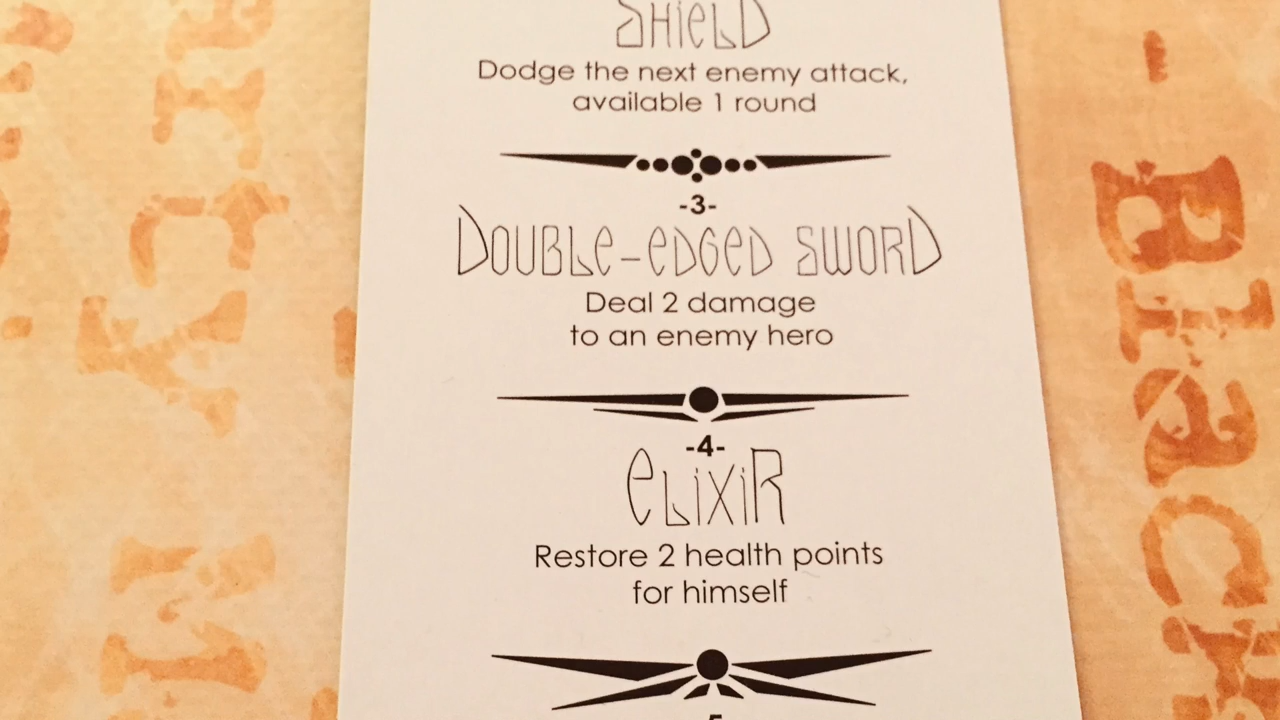 SHiELD
Dodge the next enemy attack,
available 1 round
-3-
DOUBLe-eDGeD SWORD
Deal 2 damage
to an enemy hero
-4-
eLiXiR
Restore 2 health points
for himself